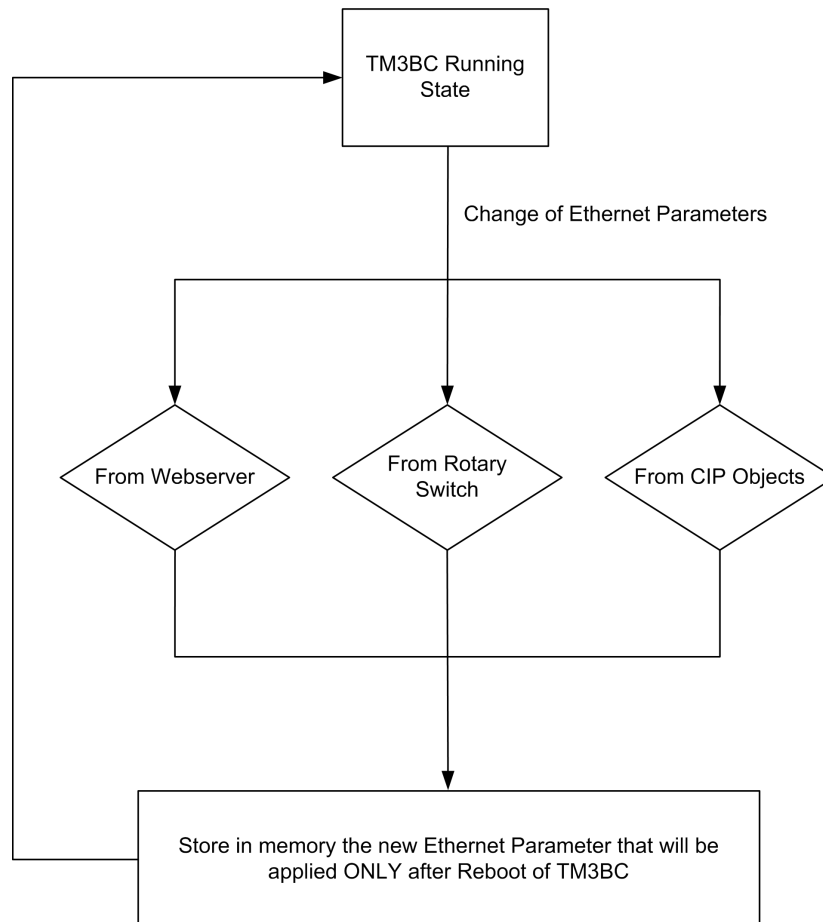 TM3BC Running
State
Change of Ethernet Parameters
From Webserver
From Rotary
Switch
From CIP Objects
Store in memory the new Ethernet Parameter that will be
applied ONLY after Reboot of TM3BC